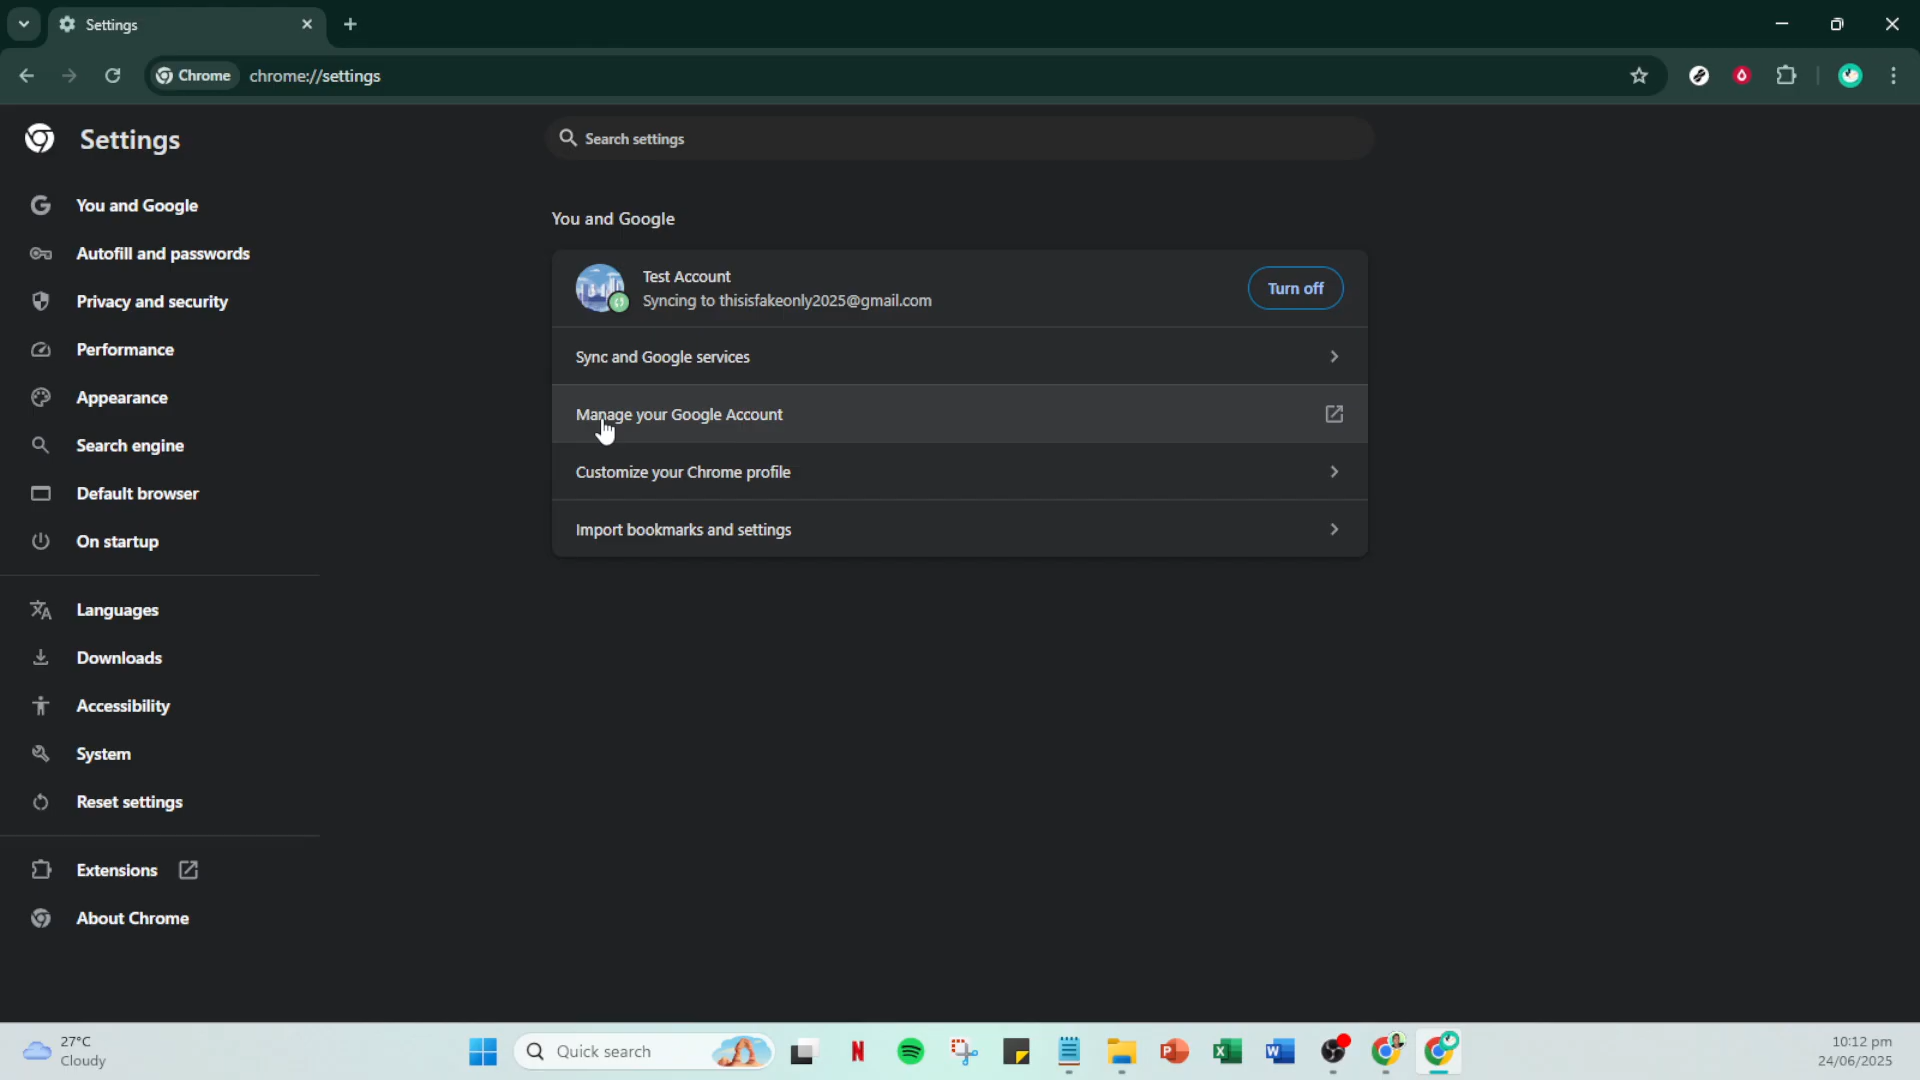 Settings
Chrome
chrome://settings
Settings
Search settings
You and Google
Autofill and passwords
Privacy and security
Performance
Appearance
Search engine
Default browser
On startup
Languages
Downloads
Accessibility
System
Reset settings
Extensions
About Chrome
You and Google
Test Account
Syncing to thisisfakeonly2025@gmail.com
Turn off
Sync and Google services
Manage your Google Account
Customize your Chrome profile
Import bookmarks and settings
27°C
Cloudy
Quick search
N
P
X
W
10:12 pm
24/06/2025